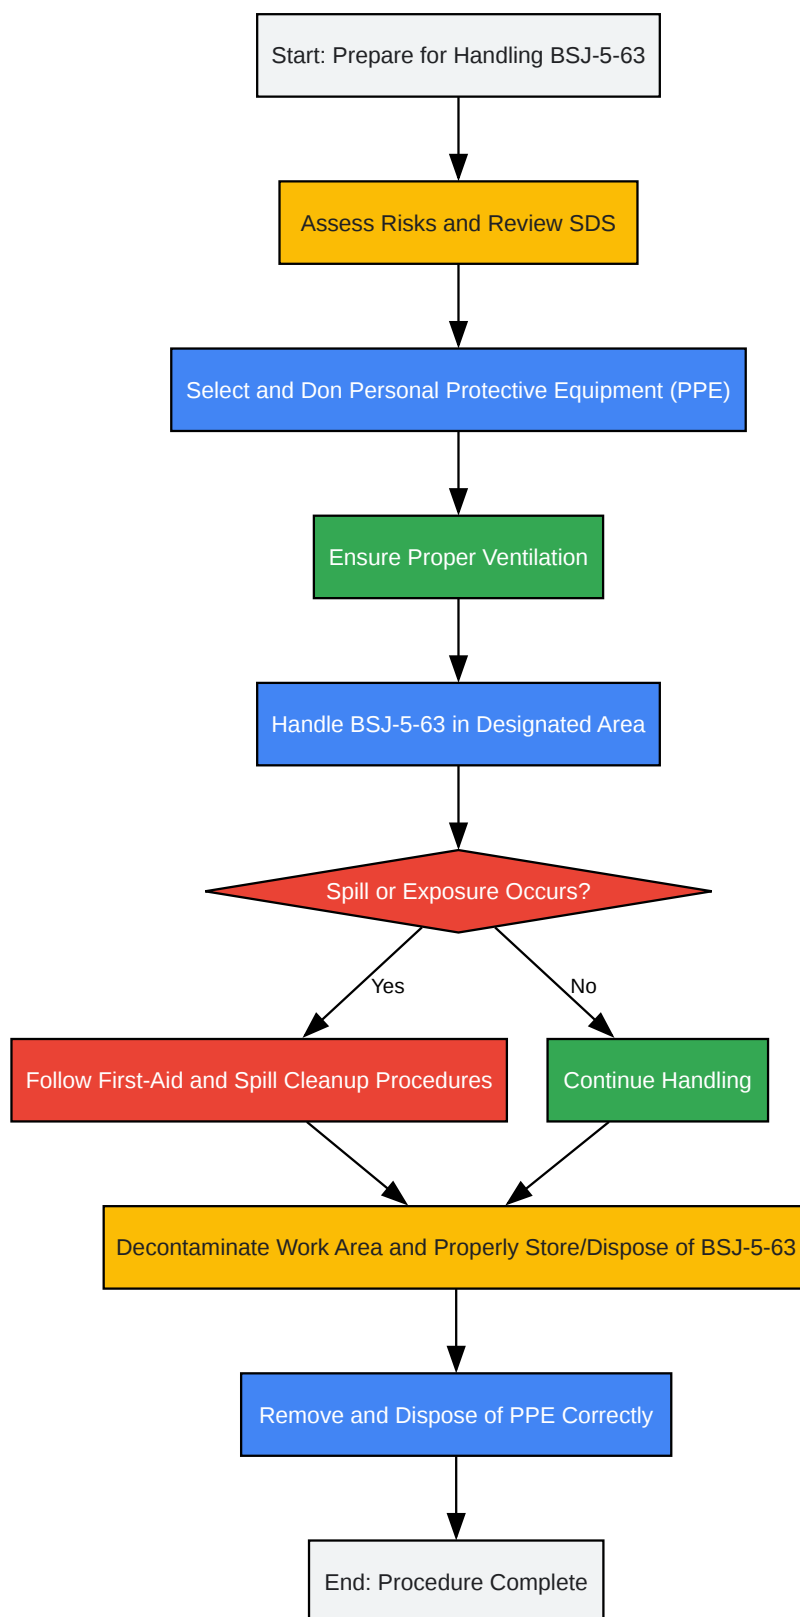 Start: Prepare for Handling BSJ-5-63
Assess Risks and Review SDS
Select and Don Personal Protective Equipment (PPE)
Ensure Proper Ventilation
Handle BSJ-5-63 in Designated Area
Spill or Exposure Occurs?
Yes
No
Follow First-Aid and Spill Cleanup Procedures
Continue Handling
Decontaminate Work Area and Properly Store/Dispose of BSJ-5-63
Remove and Dispose of PPE Correctly
End: Procedure Complete